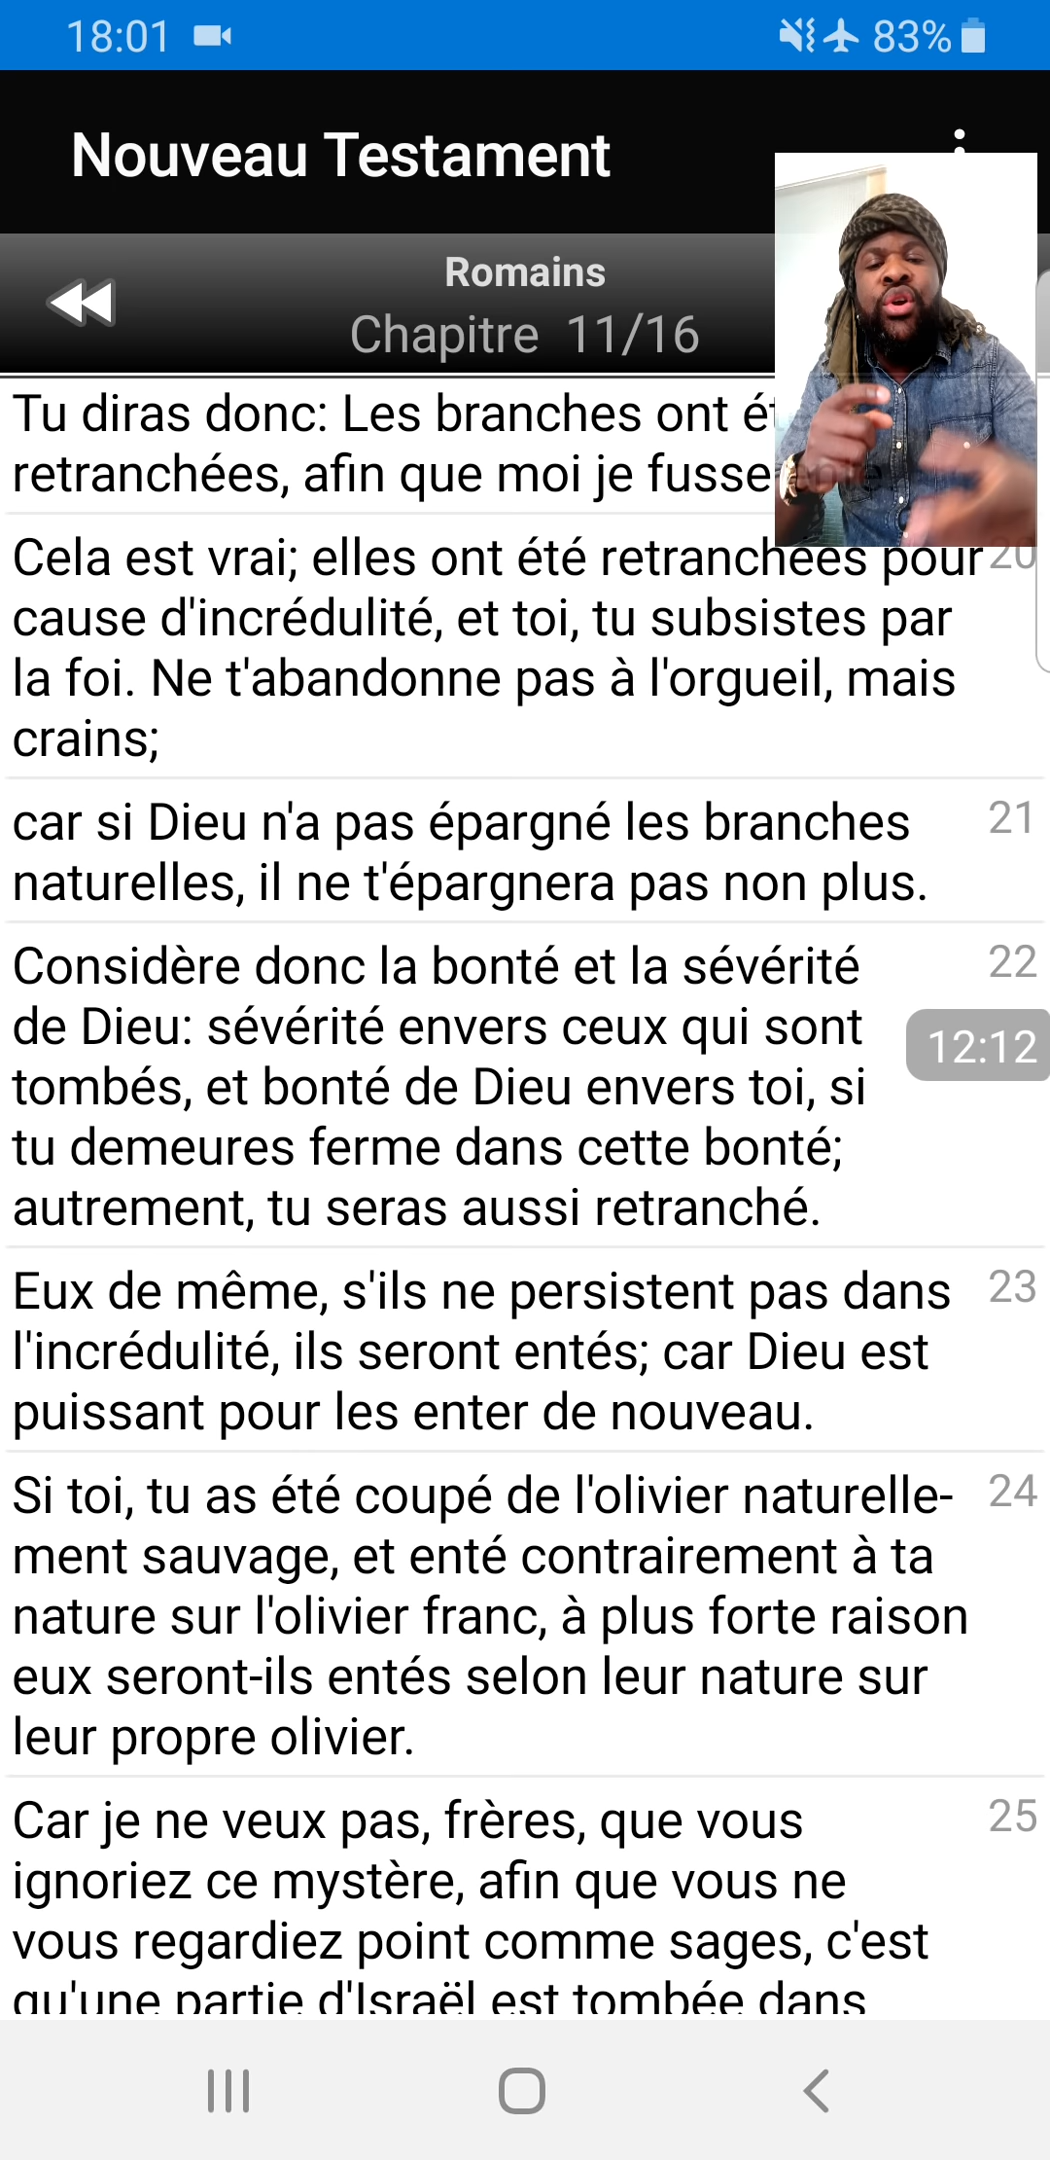 18:01 83%
Nouveau Testament
Romains
Chapitre 11/16
Tu diras donc: Les branches ont
retranchées, afin que moi je fusse
Cela est vrai; elles ont été retranchées pour 20
cause d'incrédulité, et toi, tu subsistes par
la foi. Ne t'abandonne pas à l'orgueil, mais
crains;
car si Dieu n'a pas épargné les branches 21
naturelles, il ne t'épargnera pas non plus.
Considère donc la bonté et la sévérité 22
de Dieu: sévérité envers ceux qui sont
12:12
tombés, et bonté de Dieu envers toi, si
tu demeures ferme dans cette bonté;
autrement, tu seras aussi retranché.
Eux de même, s'ils ne persistent pas dans 23
l'incrédulité, ils seront entés; car Dieu est
puissant pour les enter de nouveau.
Si toi, tu as été coupé de l'olivier naturelle- 24
ment sauvage, et enté contrairement à ta
nature sur l'olivier franc, à plus forte raison
eux seront-ils entés selon leur nature sur
leur propre olivier.
Car je ne veux pas, frères, que vous 25
ignoriez ce mystère, afin que vous ne
vous regardiez point comme sages, c'est
qu'une partie d'Israël est tombée dans